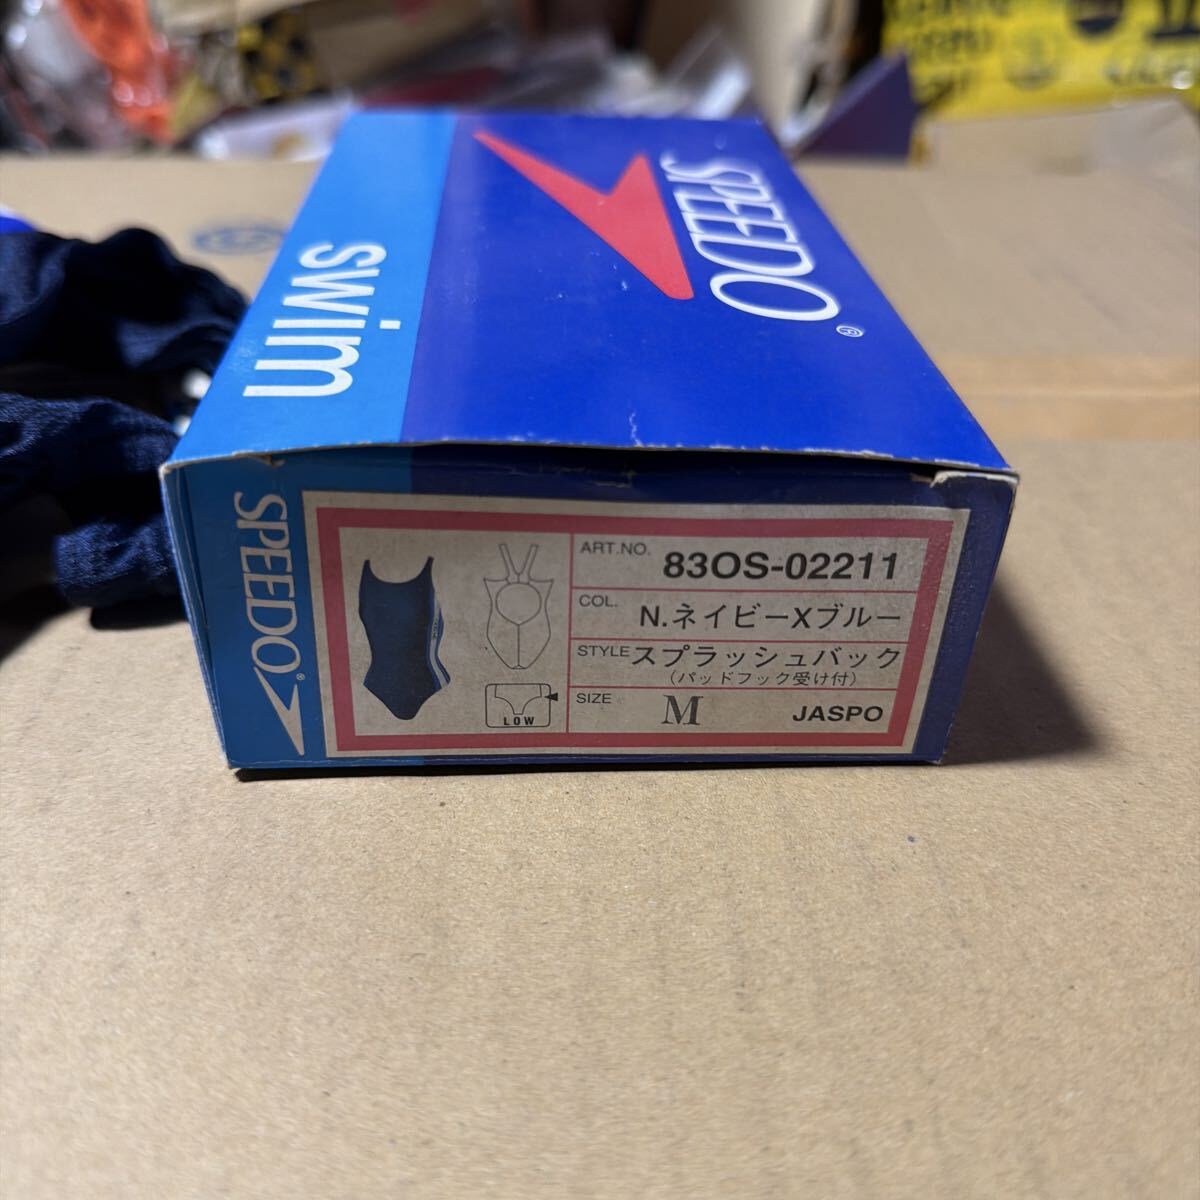 SPEEDO®
swim
SPEEDO®
ART.NO. 83OS-02211
COL. N.ネイビーXブルー
STYLE スプラッシュバック
(パッドフック受け付)
SIZE M JASPO
LOW